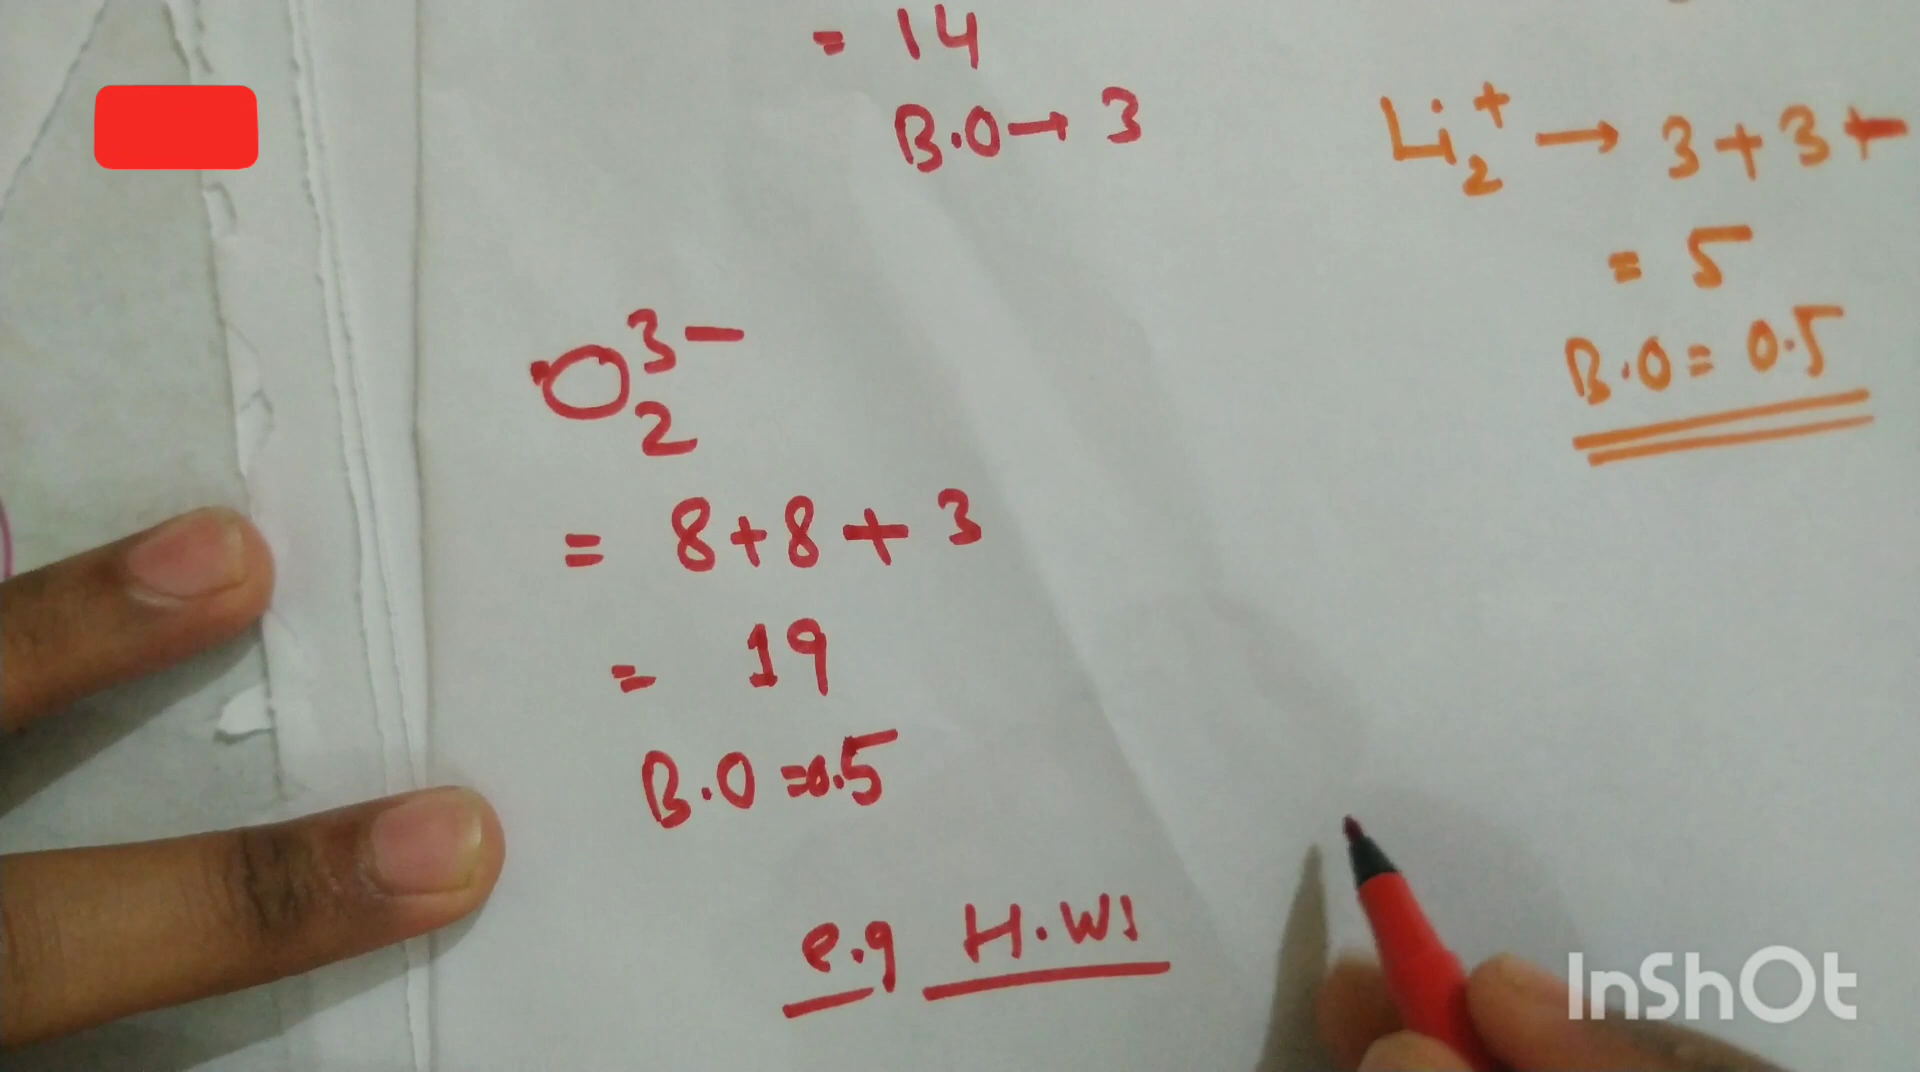 = 14
B.O → 3
O₂³⁻
= 8+8+3
= 19
B.O =0.5
e.g H.W
Li₂⁺ → 3+3+
= 5
B.O = 0.5
InShOt